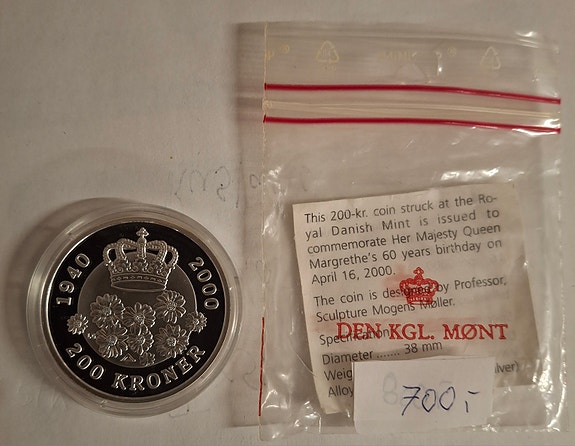 1940
2000
200 KRONER
This 200-kr. coin struck at the Ro-
yal Danish Mint is issued to
commemorate Her Majesty Queen
Margrethe's 60 years birthday on
April 16, 2000.
The coin is designed by Professor,
Sculpture Mogens Møller.
Specification
DEN KGL. MØNT
Diameter ....... 38 mm
Alloy
700,-